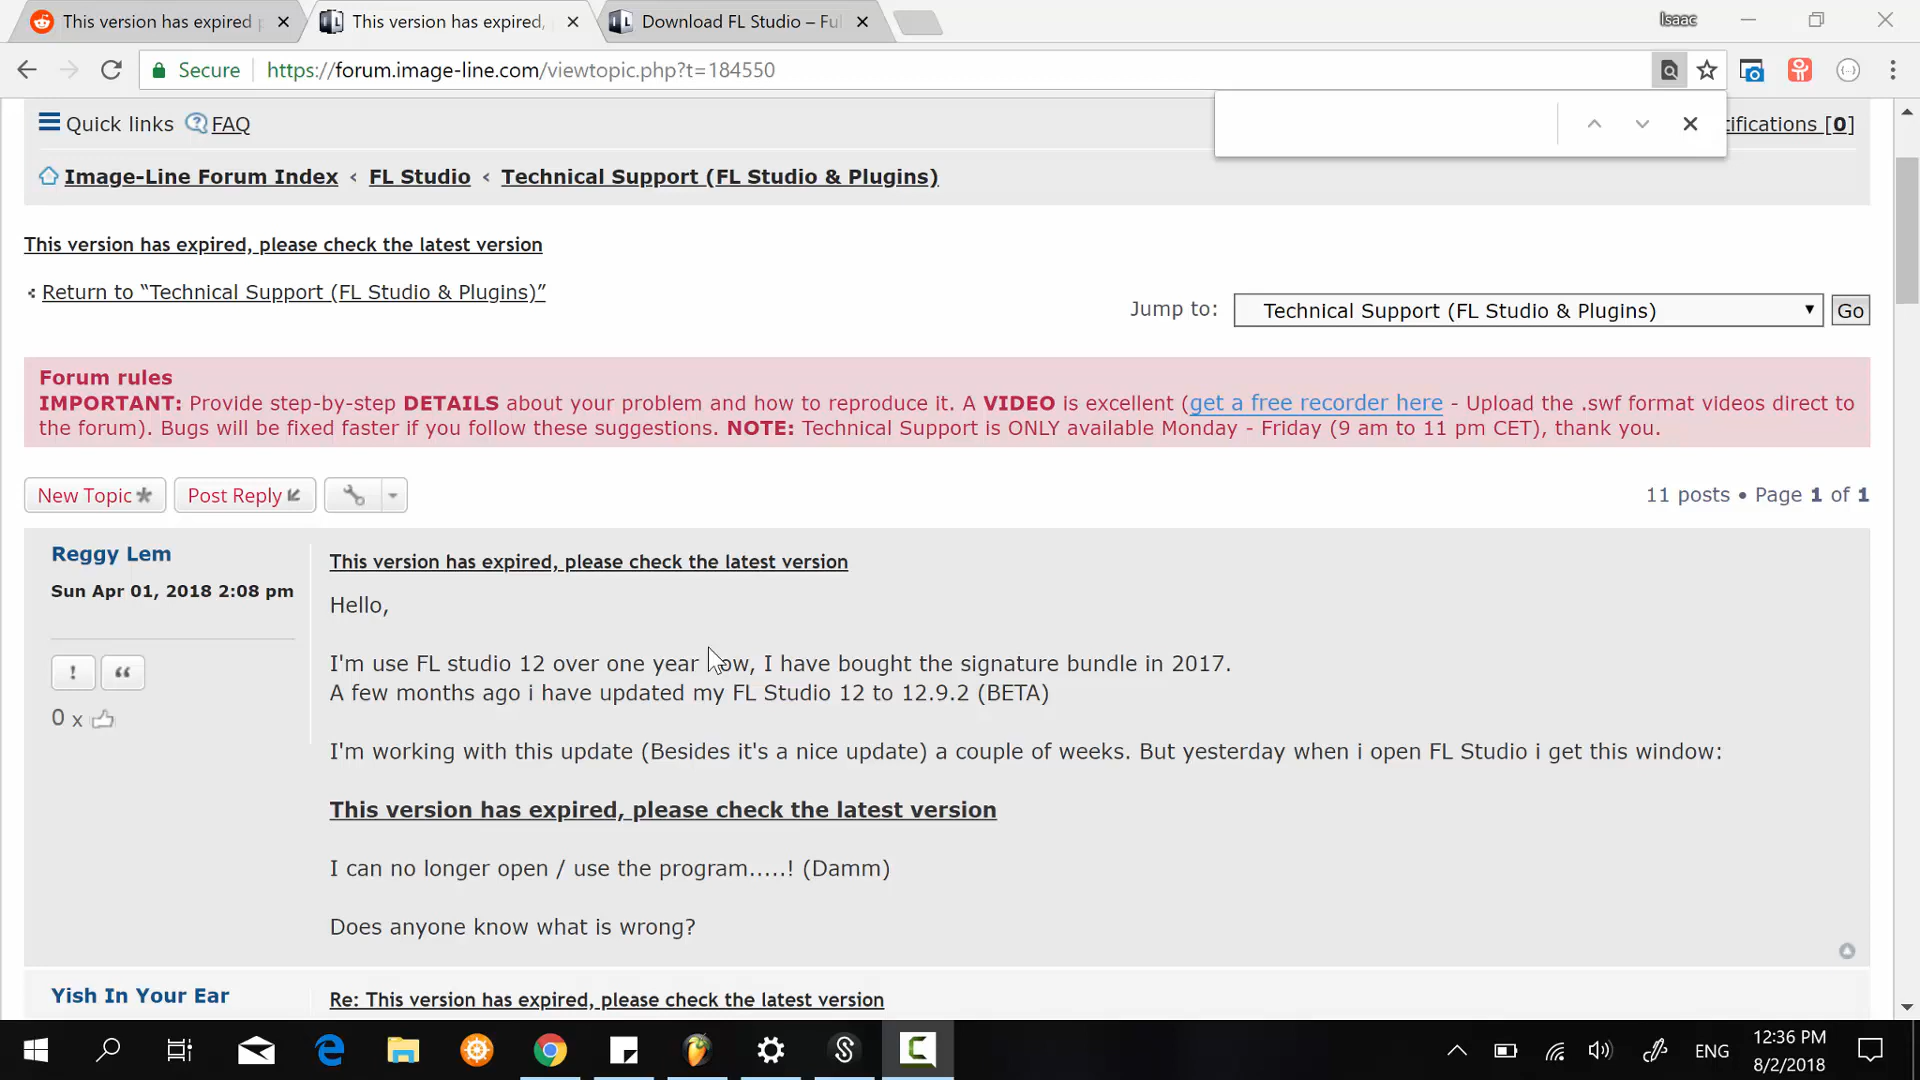 This version has expired p
This version has expired,
Download FL Studio – Ful
Isaac
Secure
https://forum.image-line.com/viewtopic.php?t=184550
Quick links
FAQ
tifications [0]
Image-Line Forum Index ‹ FL Studio ‹ Technical Support (FL Studio & Plugins)
This version has expired, please check the latest version
Return to “Technical Support (FL Studio & Plugins)”
Jump to:
Technical Support (FL Studio & Plugins)
Go
Forum rules
IMPORTANT: Provide step-by-step DETAILS about your problem and how to reproduce it. A VIDEO is excellent (get a free recorder here - Upload the .swf format videos direct to
the forum). Bugs will be fixed faster if you follow these suggestions. NOTE: Technical Support is ONLY available Monday - Friday (9 am to 11 pm CET), thank you.
New Topic
Post Reply
11 posts • Page 1 of 1
Reggy Lem
Sun Apr 01, 2018 2:08 pm
0 x
This version has expired, please check the latest version
Hello,
I'm use FL studio 12 over one year now, I have bought the signature bundle in 2017.
A few months ago i have updated my FL Studio 12 to 12.9.2 (BETA)
I'm working with this update (Besides it's a nice update) a couple of weeks. But yesterday when i open FL Studio i get this window:
This version has expired, please check the latest version
I can no longer open / use the program.....! (Damm)
Does anyone know what is wrong?
Yish In Your Ear
Re: This version has expired, please check the latest version
ENG
12:36 PM
8/2/2018